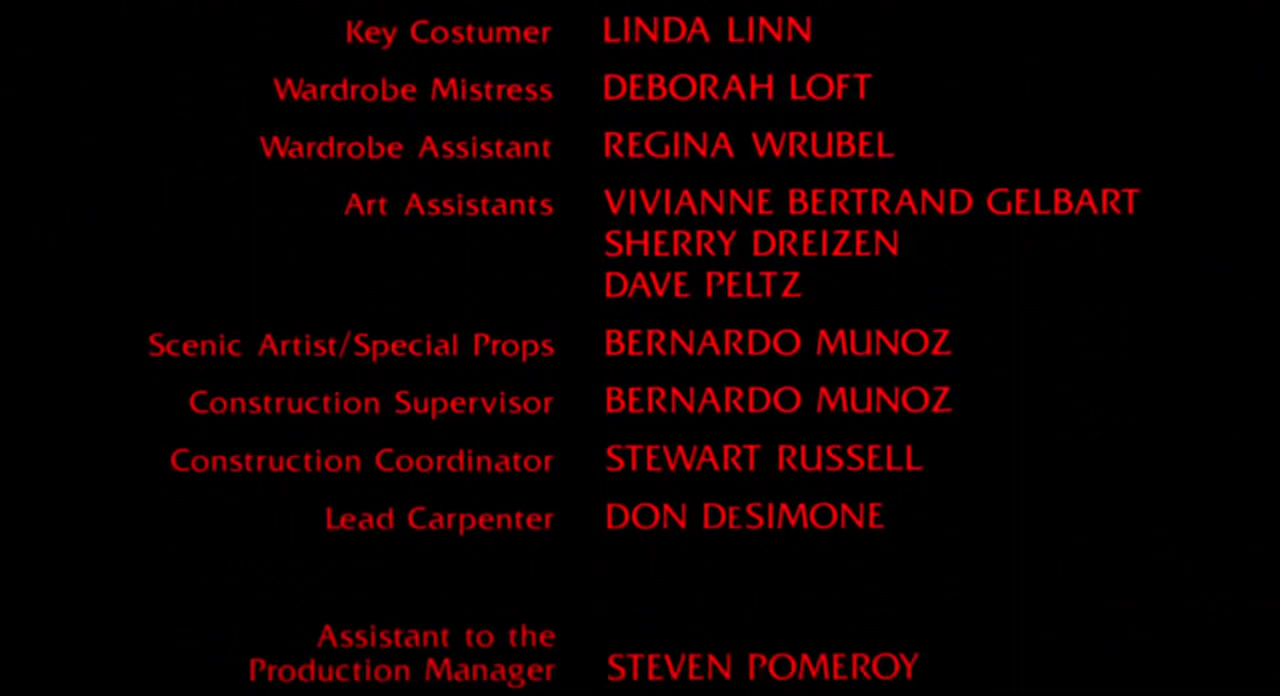 Key Costumer LINDA LINN
Wardrobe Mistress DEBORAH LOFT
Wardrobe Assistant REGINA WRUBEL
Art Assistants VIVIANNE BERTRAND GELBART
SHERRY DREIZEN
DAVE PELTZ
Scenic Artist/Special Props BERNARDO MUNOZ
Construction Supervisor BERNARDO MUNOZ
Construction Coordinator STEWART RUSSELL
Lead Carpenter DON DeSIMONE
Assistant to the
Production Manager STEVEN POMEROY